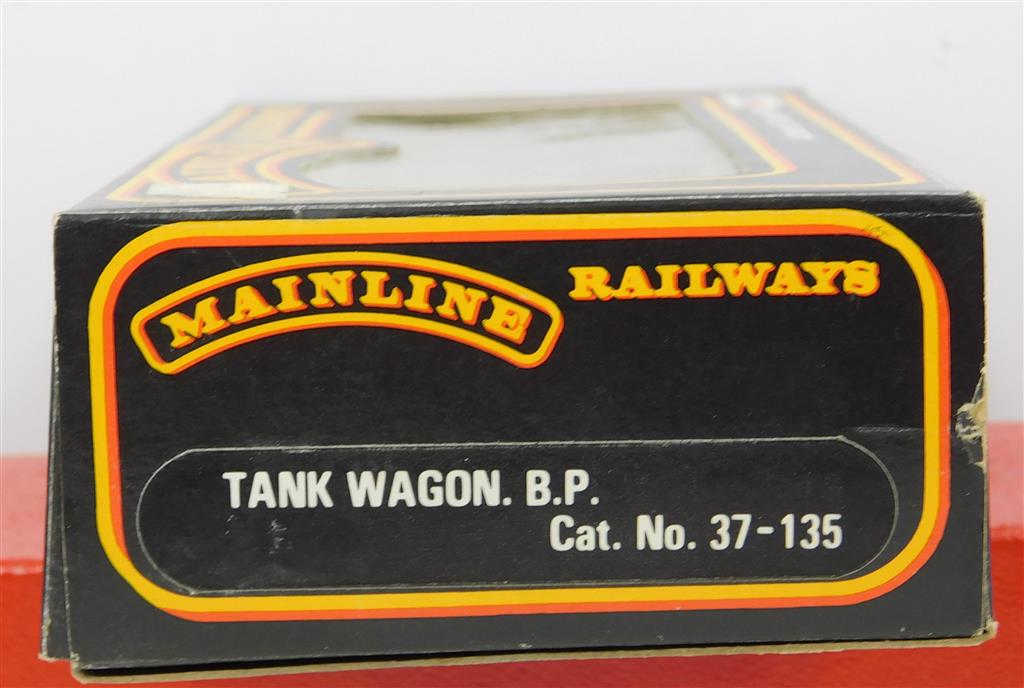 MAINLINE RAILWAYS
TANK WAGON. B.P.
Cat. No. 37-135